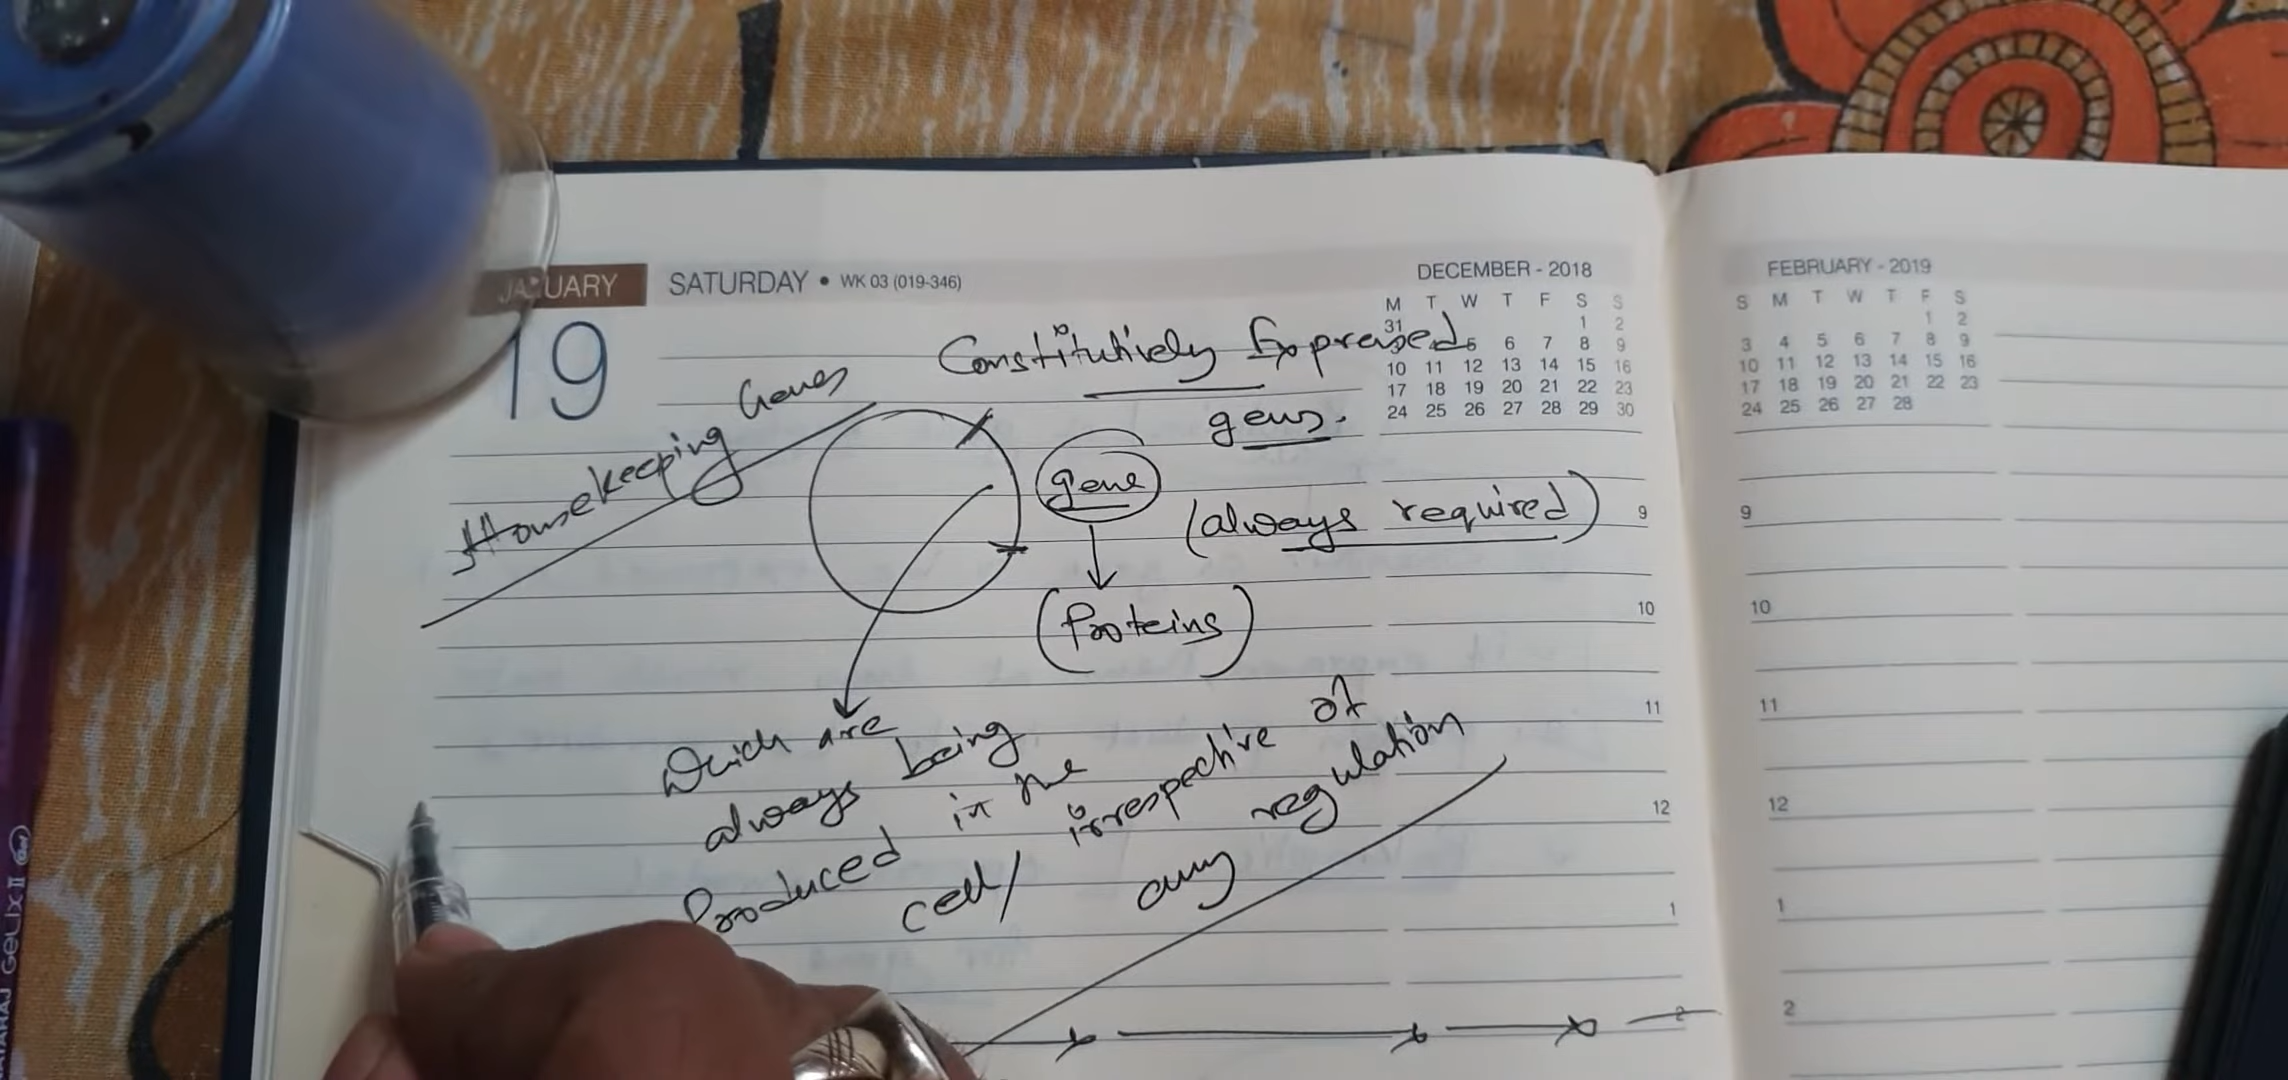 JANUARY SATURDAY • WK 03 (019-346)
19
DECEMBER - 2018
M T W T F S S
31 1 2
5 6 7 8 9
10 11 12 13 14 15 16
17 18 19 20 21 22 23
24 25 26 27 28 29 30
Constitutively Expressed
genes.
Housekeeping Genes
gene
(always required)
(Proteins)
Which are
always being
Produced in the
cell/ irrespective of
any regulation
9
10
11
12
1
2
FEBRUARY - 2019
S M T W T F S
1 2
3 4 5 6 7 8 9
10 11 12 13 14 15 16
17 18 19 20 21 22 23
24 25 26 27 28
9
10
11
12
1
2
NATARAJ GELIX II